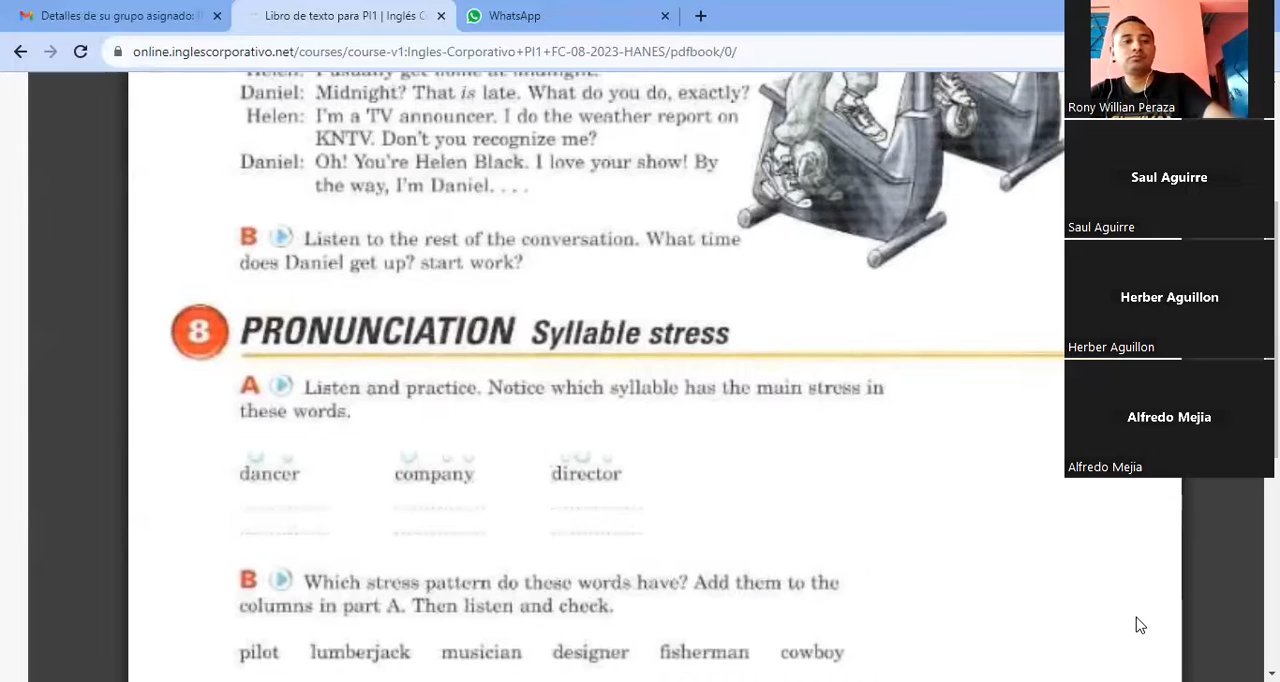 Detalles de su grupo asignado:
Libro de texto para PI1 | Inglés C
WhatsApp
online.inglescorporativo.net/courses/course-v1:Ingles-Corporativo+PI1+FC-08-2023-HANES/pdfbook/0/
Helen: I usually get home at midnight.
Daniel: Midnight? That is late. What do you do, exactly?
Helen: I'm a TV announcer. I do the weather report on
KNTV. Don't you recognize me?
Daniel: Oh! You're Helen Black. I love your show! By
the way, I'm Daniel. . . .
B Listen to the rest of the conversation. What time
does Daniel get up? start work?
8 PRONUNCIATION Syllable stress
A Listen and practice. Notice which syllable has the main stress in
these words.
dancer company director
B Which stress pattern do these words have? Add them to the
columns in part A. Then listen and check.
pilot lumberjack musician designer fisherman cowboy
Rony Willian Peraza
Saul Aguirre
Saul Aguirre
Herber Aguillon
Herber Aguillon
Alfredo Mejia
Alfredo Mejia